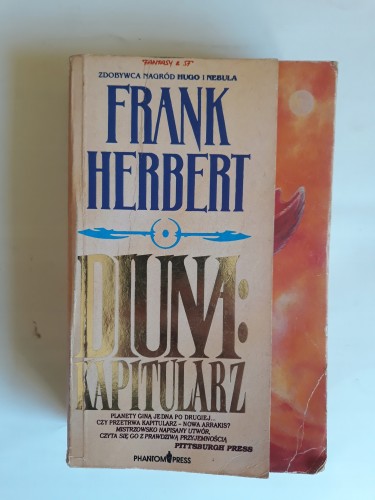 "FANTASY & SF"
ZDOBYWCA NAGRÓD HUGO I NEBULA
FRANK
HERBERT
DIUNA:
KAPITULARZ
PLANETY GINĄ JEDNA PO DRUGIEJ...
CZY PRZETRWA KAPITULARZ – NOWA ARRAKIS?
MISTRZOWSKO NAPISANY UTWÓR,
CZYTA SIĘ GO Z PRAWDZIWĄ PRZYJEMNOŚCIĄ
PITTSBURGH PRESS
PHANTOM PRESS